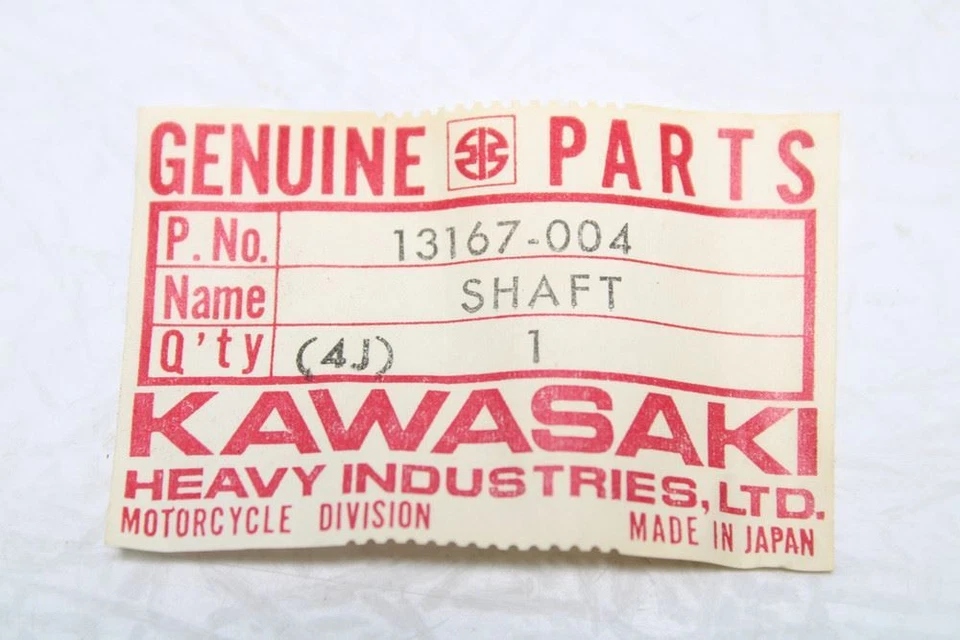 GENUINE PARTS
P. No. 13167-004
Name SHAFT
Q'ty (4J) 1
KAWASAKI
HEAVY INDUSTRIES, LTD.
MOTORCYCLE DIVISION MADE IN JAPAN